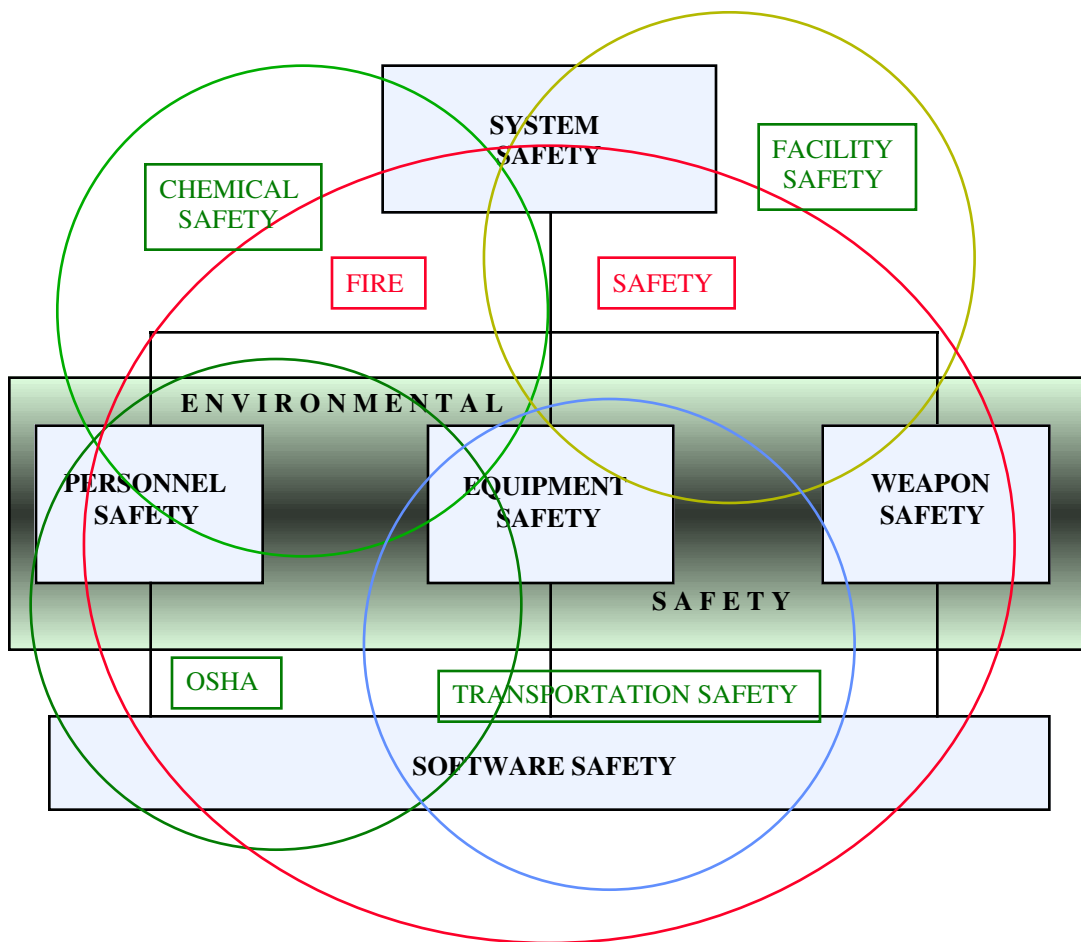 SYSTEM
SAFETY
FACILITY
SAFETY
CHEMICAL
SAFETY
FIRE
SAFETY
ENVIRONMENTAL
PERSONNEL
SAFETY
EQUIPMENT
SAFETY
WEAPON
SAFETY
SAFETY
OSHA
TRANSPORTATION SAFETY
SOFTWARE SAFETY